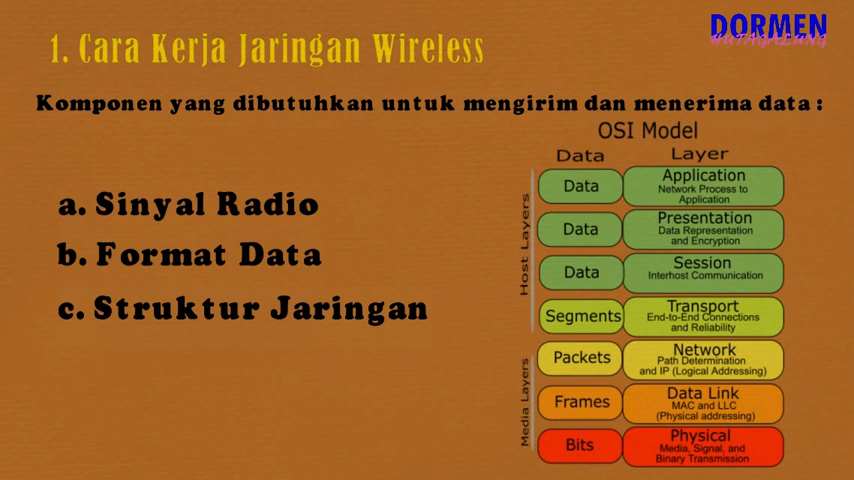 1. Cara Kerja Jaringan Wireless
DORMEN
HUTAGALUNG
Komponen yang dibutuhkan untuk mengirim dan menerima data :
a. Sinyal Radio
b. Format Data
c. Struktur Jaringan
OSI Model
Data
Layer
Host Layers
Data
Application
Network Process to
Application
Data
Presentation
Data Representation
and Encryption
Data
Session
Interhost Communication
Segments
Transport
End-to-End Connections
and Reliability
Media Layers
Packets
Network
Path Determination
and IP (Logical Addressing)
Frames
Data Link
MAC and LLC
(Physical addressing)
Bits
Physical
Media, Signal, and
Binary Transmission